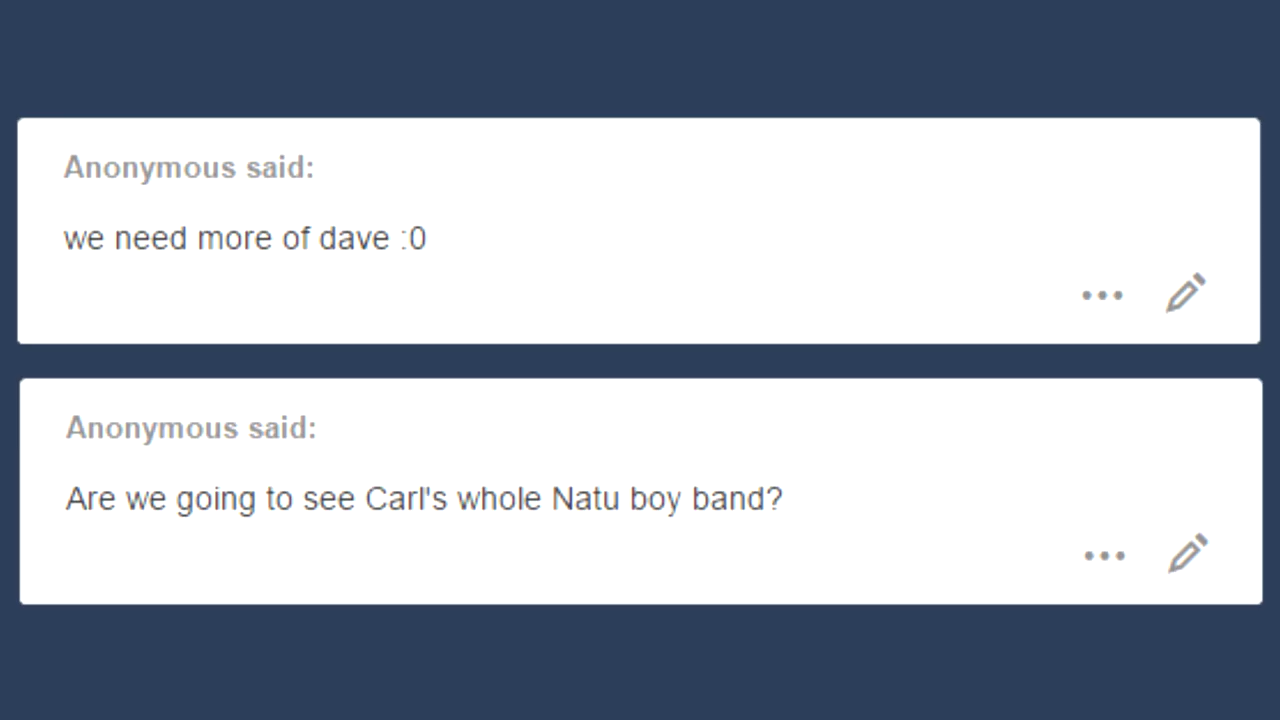 Anonymous said:
we need more of dave :0
Anonymous said:
Are we going to see Carl's whole Natu boy band?